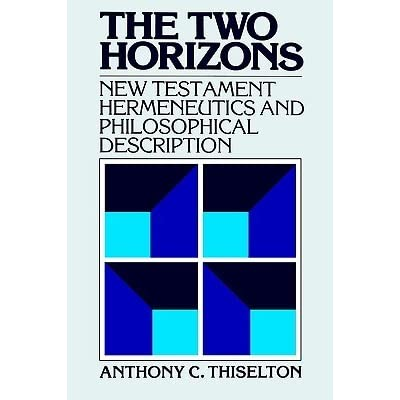 THE TWO
HORIZONS
NEW TESTAMENT
HERMENEUTICS AND
PHILOSOPHICAL
DESCRIPTION
ANTHONY C. THISELTON